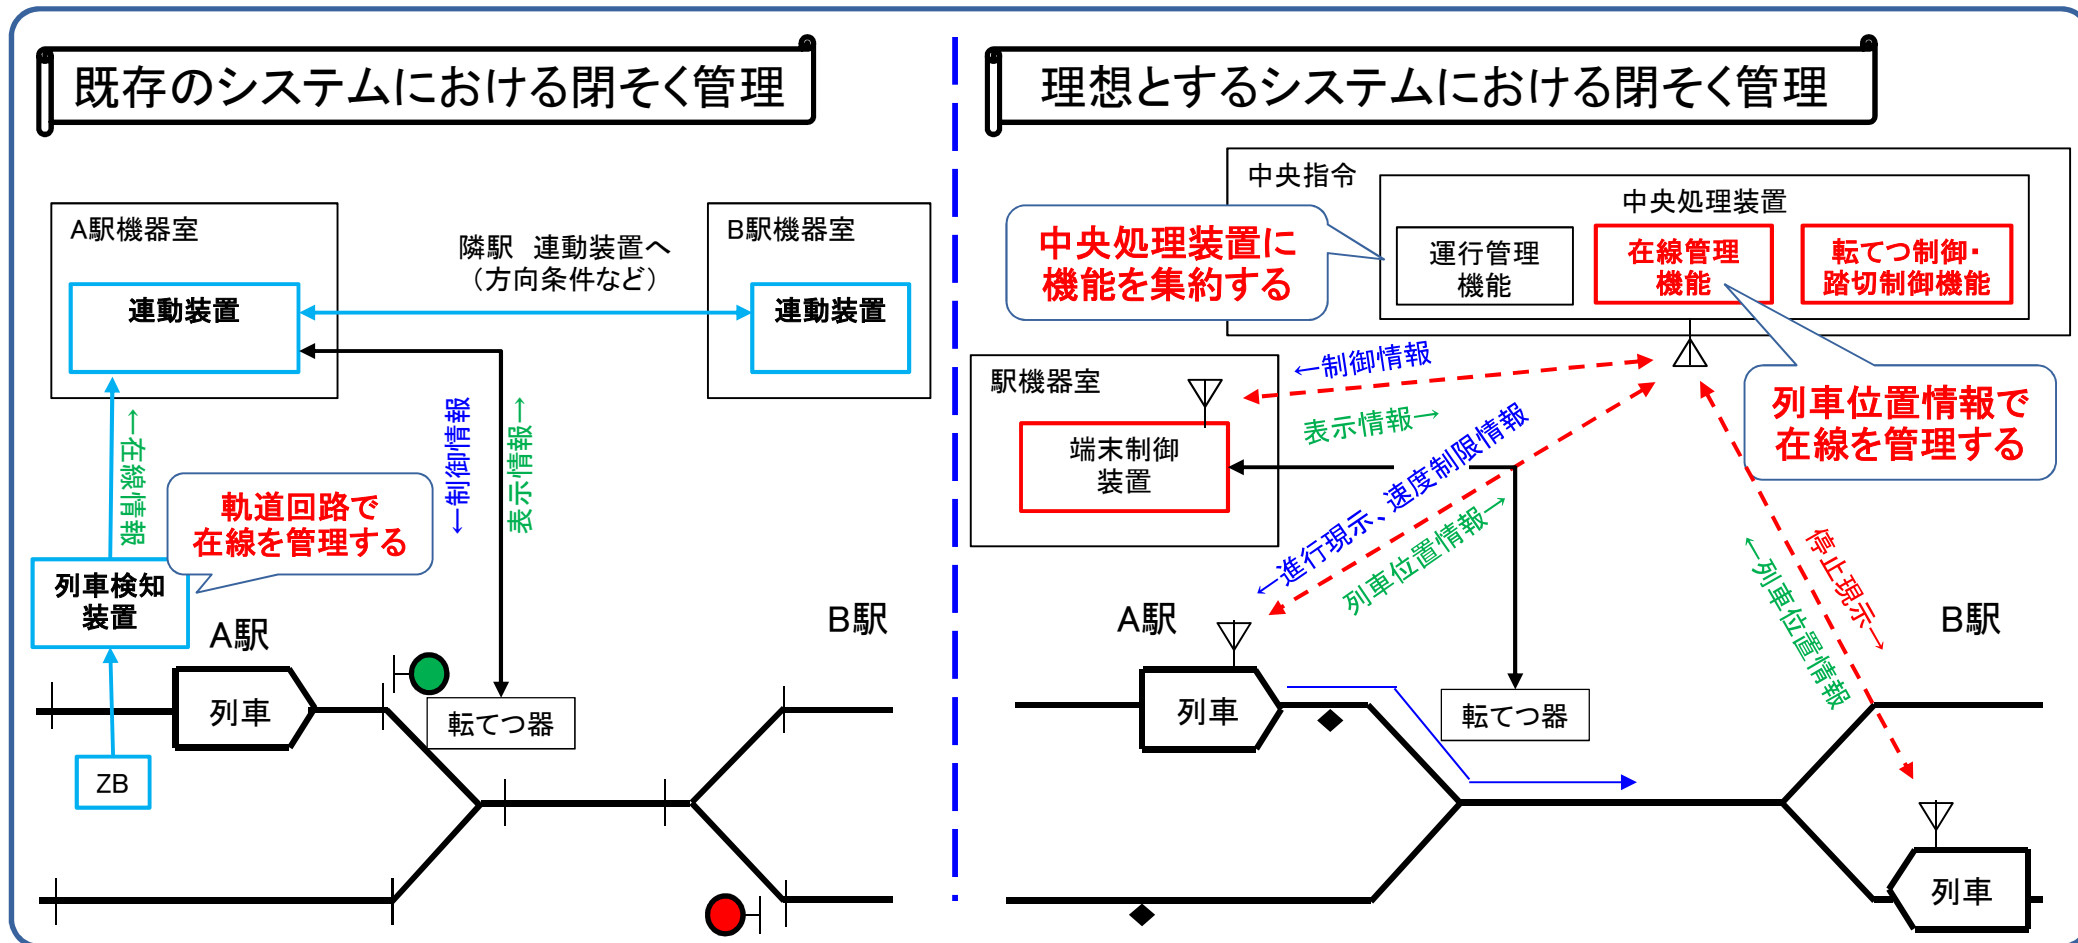 既存のシステムにおける閉そく管理
A駅機器室
連動装置
隣駅　連動装置へ
（方向条件など）
B駅機器室
連動装置
←在線情報
←制御情報
表示情報→
軌道回路で
在線を管理する
列車検知
装置
A駅
B駅
列車
転てつ器
ZB
理想とするシステムにおける閉そく管理
中央指令
中央処理装置
中央処理装置に
機能を集約する
運行管理
機能
在線管理
機能
転てつ制御・
踏切制御機能
駅機器室
←制御情報
表示情報→
列車位置情報で
在線を管理する
端末制御
装置
←進行現示、速度制限情報
列車位置情報→
停止現示→
←列車位置情報
A駅
B駅
列車
転てつ器
列車